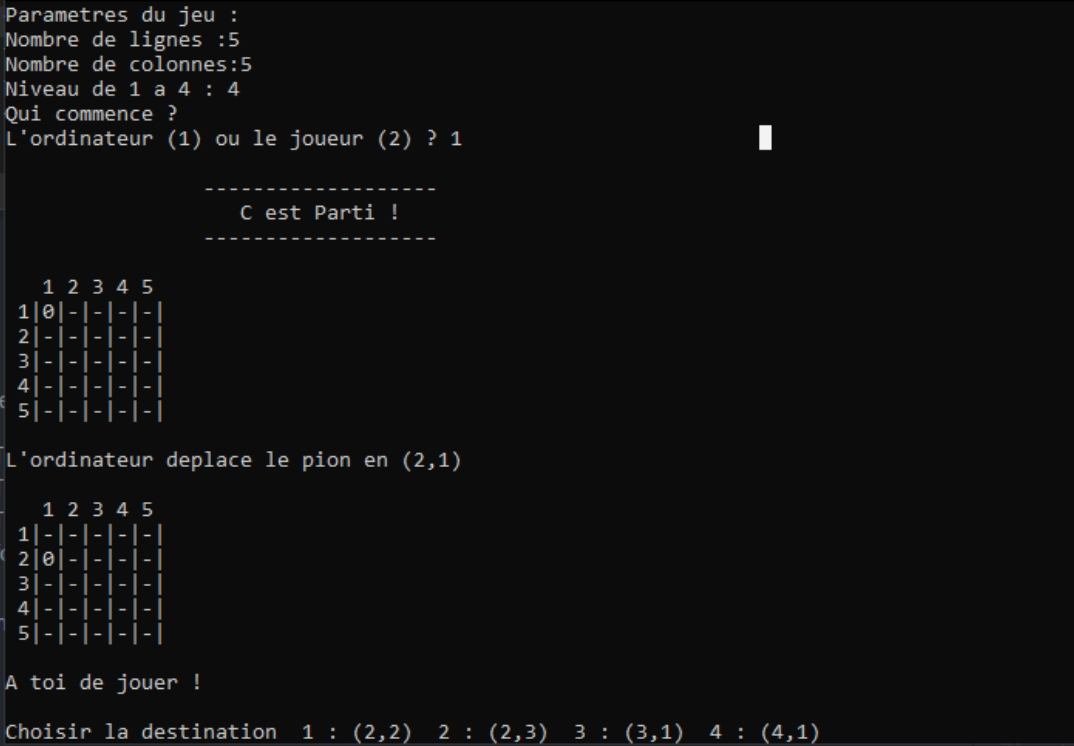 Parametres du jeu :
Nombre de lignes :5
Nombre de colonnes:5
Niveau de 1 a 4 : 4
Qui commence ?
L'ordinateur (1) ou le joueur (2) ? 1
-------------------
C est Parti !
-------------------
1 2 3 4 5
1|0|-|-|-|-|
2|-|-|-|-|-|
3|-|-|-|-|-|
4|-|-|-|-|-|
5|-|-|-|-|-|
L'ordinateur deplace le pion en (2,1)
1 2 3 4 5
1|-|-|-|-|-|
2|0|-|-|-|-|
3|-|-|-|-|-|
4|-|-|-|-|-|
5|-|-|-|-|-|
A toi de jouer !
Choisir la destination  1 : (2,2)  2 : (2,3)  3 : (3,1)  4 : (4,1)